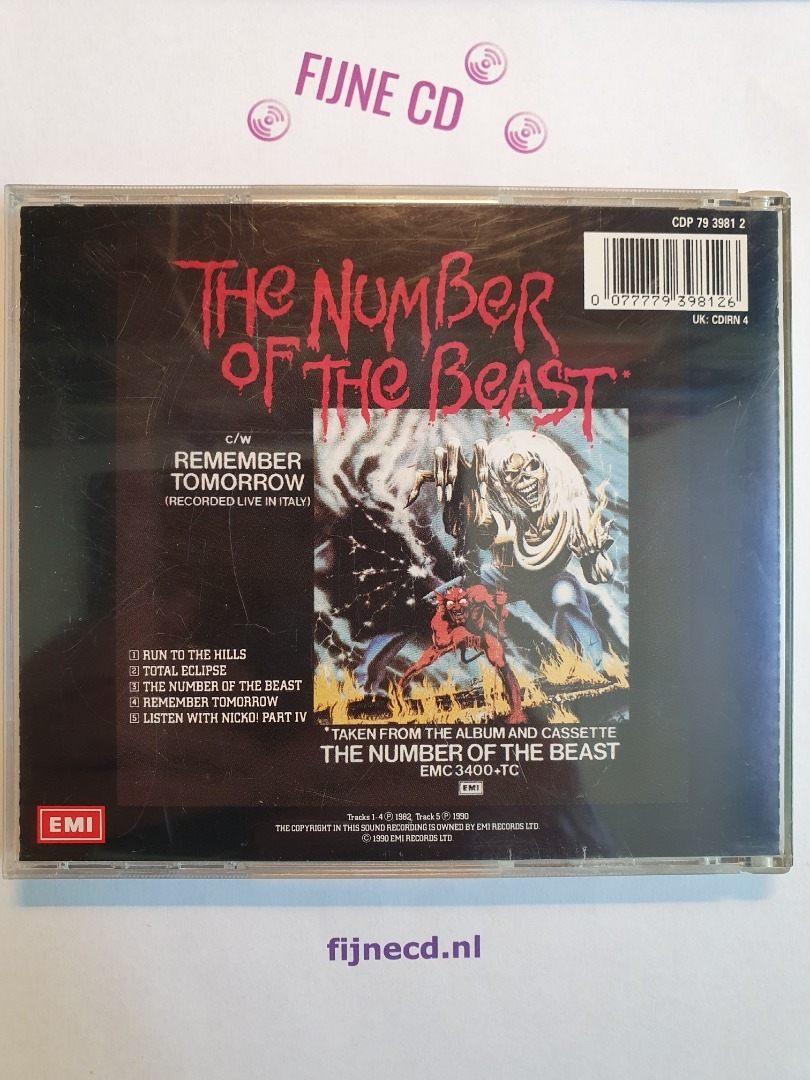 FIJNE CD
CDP 79 3981 2
0 077779 398126
UK: CDIRN 4
THE NUMBER
OF THE BEAST*
c/w
REMEMBER
TOMORROW
(RECORDED LIVE IN ITALY)
1 RUN TO THE HILLS
2 TOTAL ECLIPSE
3 THE NUMBER OF THE BEAST
4 REMEMBER TOMORROW
5 LISTEN WITH NICKO! PART IV
*TAKEN FROM THE ALBUM AND CASSETTE
THE NUMBER OF THE BEAST
EMC 3400+TC
EMI
EMI
Tracks 1-4 Ⓟ 1982, Track 5 Ⓟ 1990
THE COPYRIGHT IN THIS SOUND RECORDING IS OWNED BY EMI RECORDS LTD.
© 1990 EMI RECORDS LTD.
fijnecd.nl